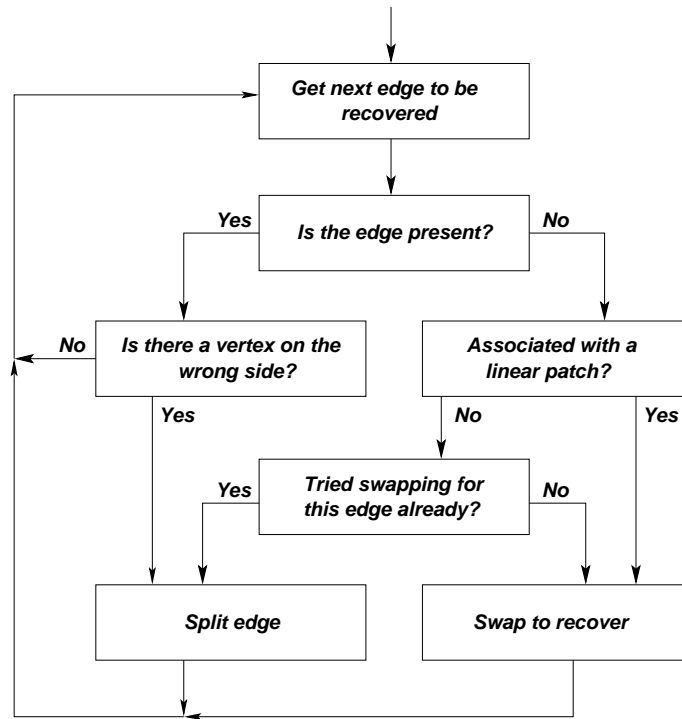 Get next edge to be
recovered
Yes
Is the edge present?
No
No
Is there a vertex on the
wrong side?
Associated with a
linear patch?
Yes
No
Yes
Yes
Tried swapping for
this edge already?
No
Split edge
Swap to recover